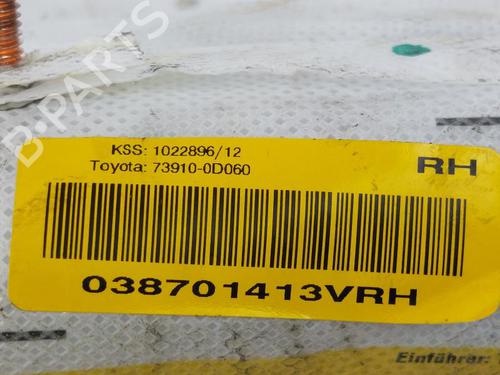 B-PARTS
KSS: 1022896/12
Toyota: 73910-0D060
RH
038701413VRH
Einführer: